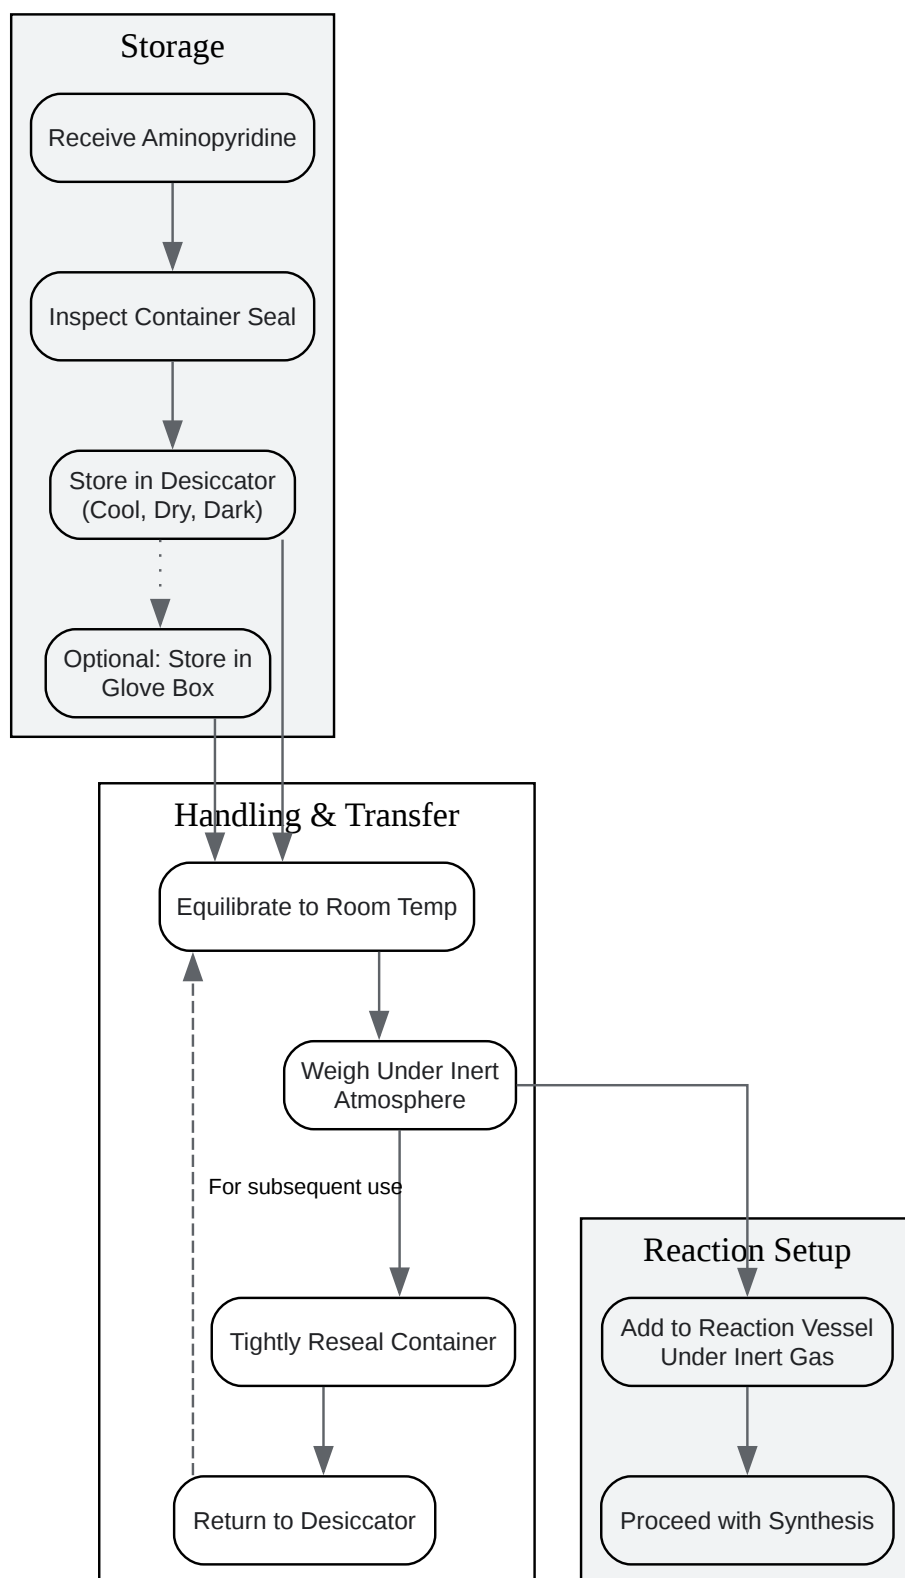 Storage
Receive Aminopyridine
Inspect Container Seal
Store in Desiccator
(Cool, Dry, Dark)
Optional: Store in
Glove Box
Handling & Transfer
Equilibrate to Room Temp
Weigh Under Inert
Atmosphere
For subsequent use
Tightly Reseal Container
Return to Desiccator
Reaction Setup
Add to Reaction Vessel
Under Inert Gas
Proceed with Synthesis